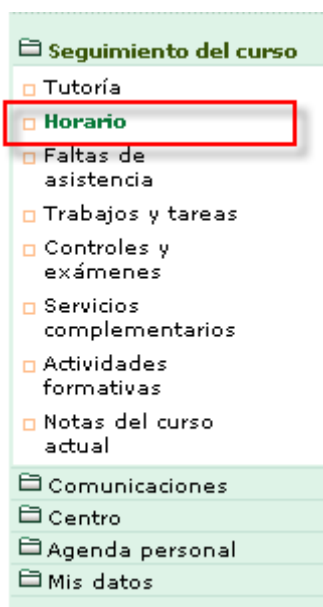 Seguimiento del curso
Tutoría
Horario
Faltas de
asistencia
Trabajos y tareas
Controles y
exámenes
Servicios
complementarios
Actividades
formativas
Notas del curso
actual
Comunicaciones
Centro
Agenda personal
Mis datos